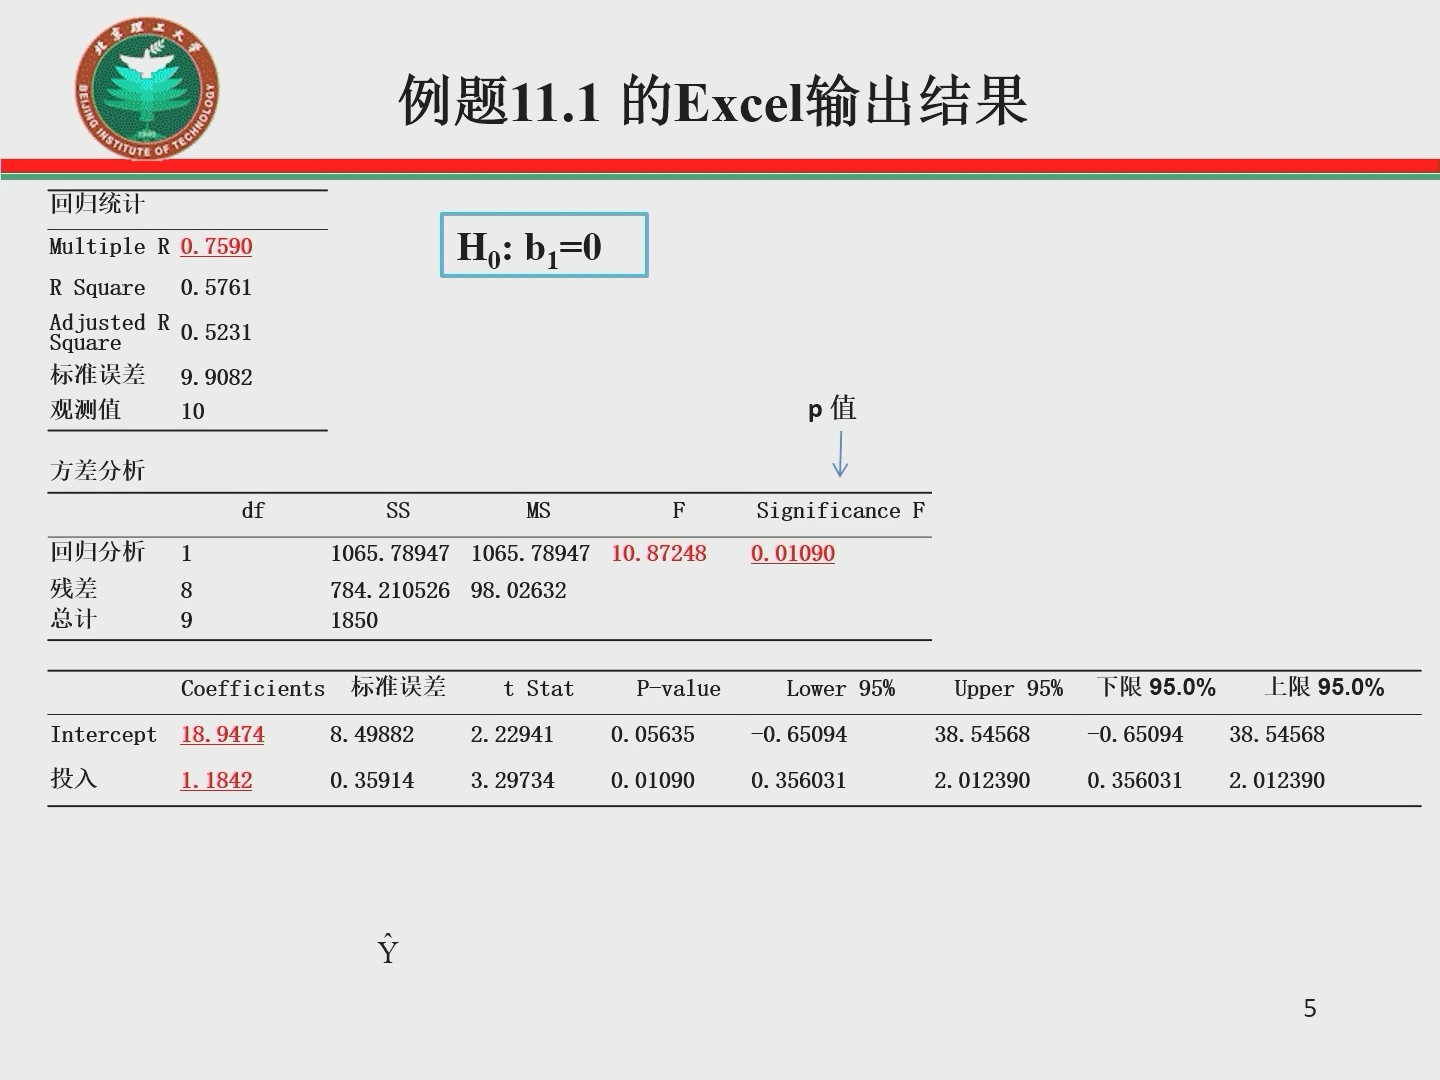 北京理工大学
BEIJING INSTITUTE OF TECHNOLOGY
1940
例题11.1 的Excel输出结果
回归统计
Multiple R 0.7590
R Square 0.5761
Adjusted R Square 0.5231
标准误差 9.9082
观测值 10
H0: b1=0
p 值
方差分析
df SS MS F Significance F
回归分析 1 1065.78947 1065.78947 10.87248 0.01090
残差 8 784.210526 98.02632
总计 9 1850
Coefficients 标准误差 t Stat P-value Lower 95% Upper 95% 下限 95.0% 上限 95.0%
Intercept 18.9474 8.49882 2.22941 0.05635 -0.65094 38.54568 -0.65094 38.54568
投入 1.1842 0.35914 3.29734 0.01090 0.356031 2.012390 0.356031 2.012390
Ŷ
5